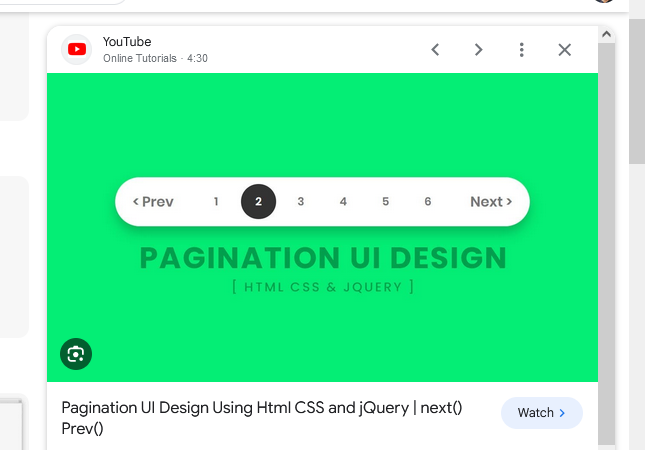 YouTube
Online Tutorials · 4:30
< Prev 1 2 3 4 5 6 Next >
PAGINATION UI DESIGN
[ HTML CSS & JQUERY ]
Pagination UI Design Using Html CSS and jQuery | next()
Prev()
Watch >